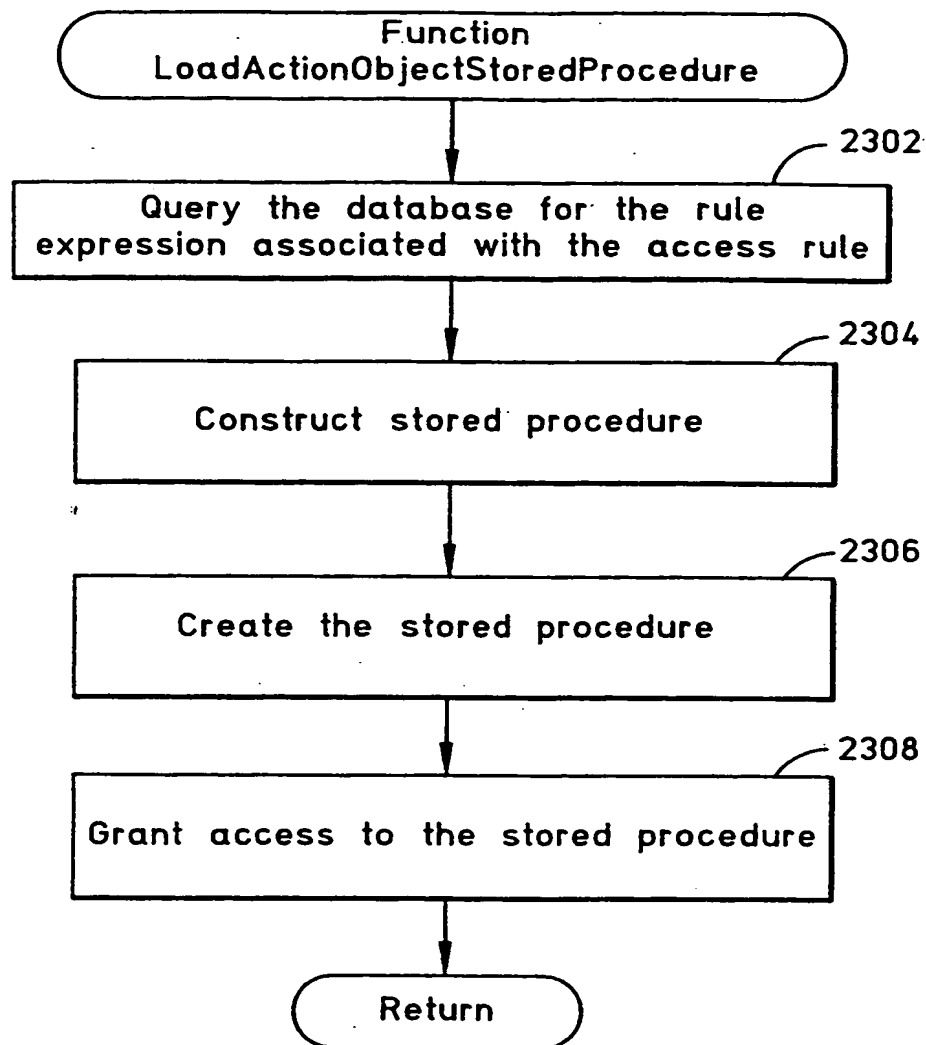 Function
LoadActionObjectStoredProcedure
2302
Query the database for the rule
expression associated with the access rule
2304
Construct stored procedure
2306
Create the stored procedure
2308
Grant access to the stored procedure
Return